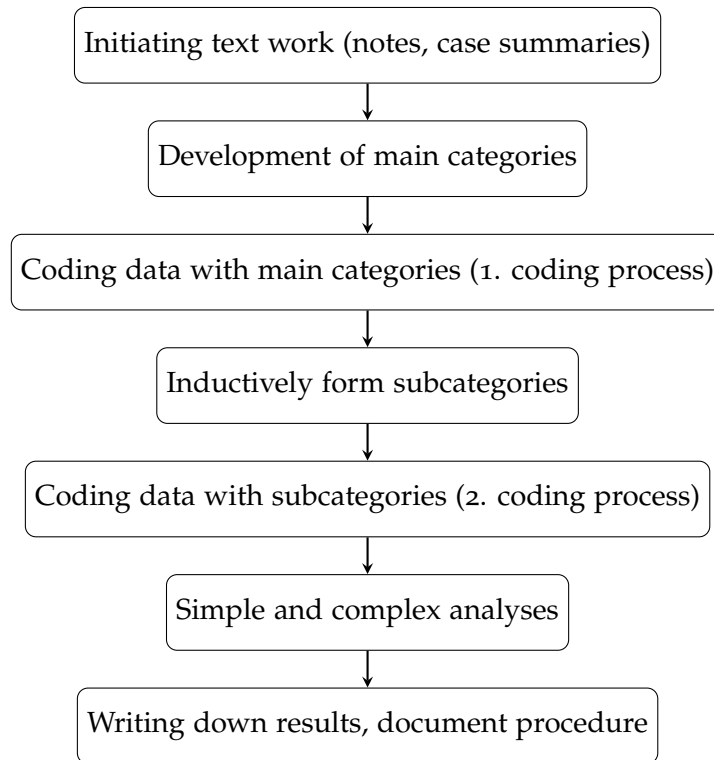 Initiating text work (notes, case summaries)
Development of main categories
Coding data with main categories (1. coding process)
Inductively form subcategories
Coding data with subcategories (2. coding process)
Simple and complex analyses
Writing down results, document procedure